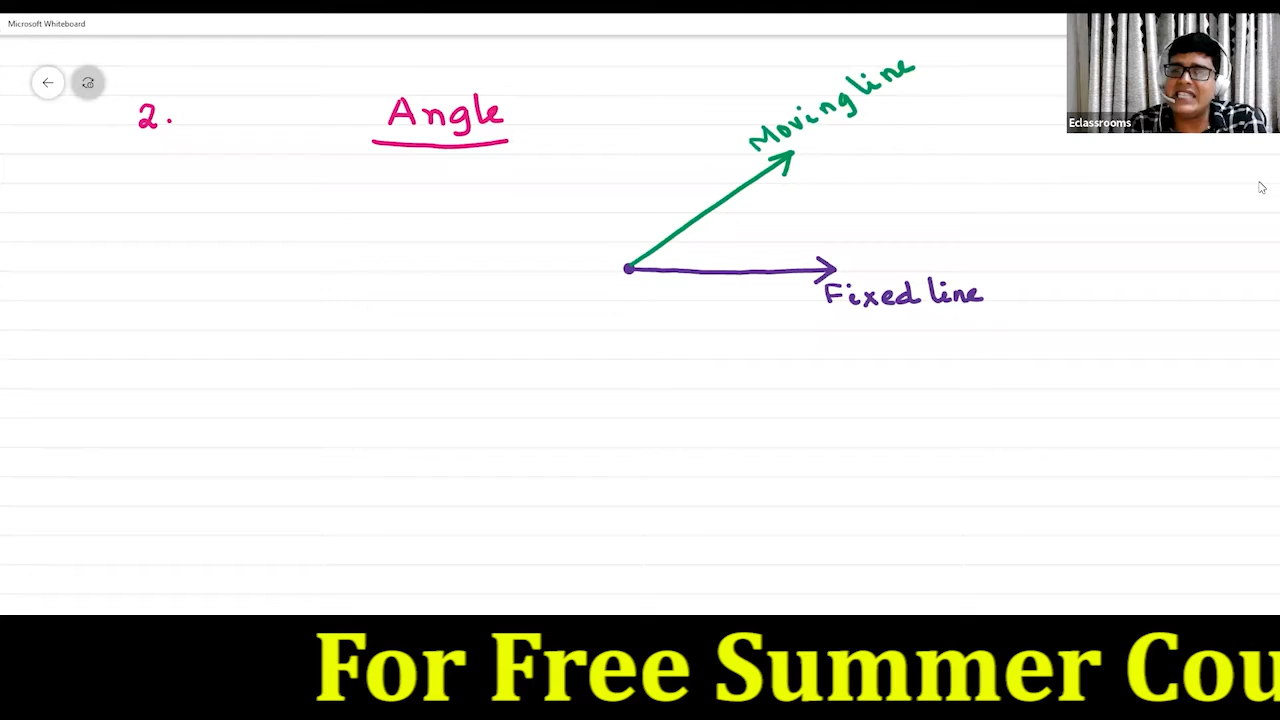 Microsoft Whiteboard
Eclassrooms
2. Angle
Moving line
Fixed line
For Free Summer Cou